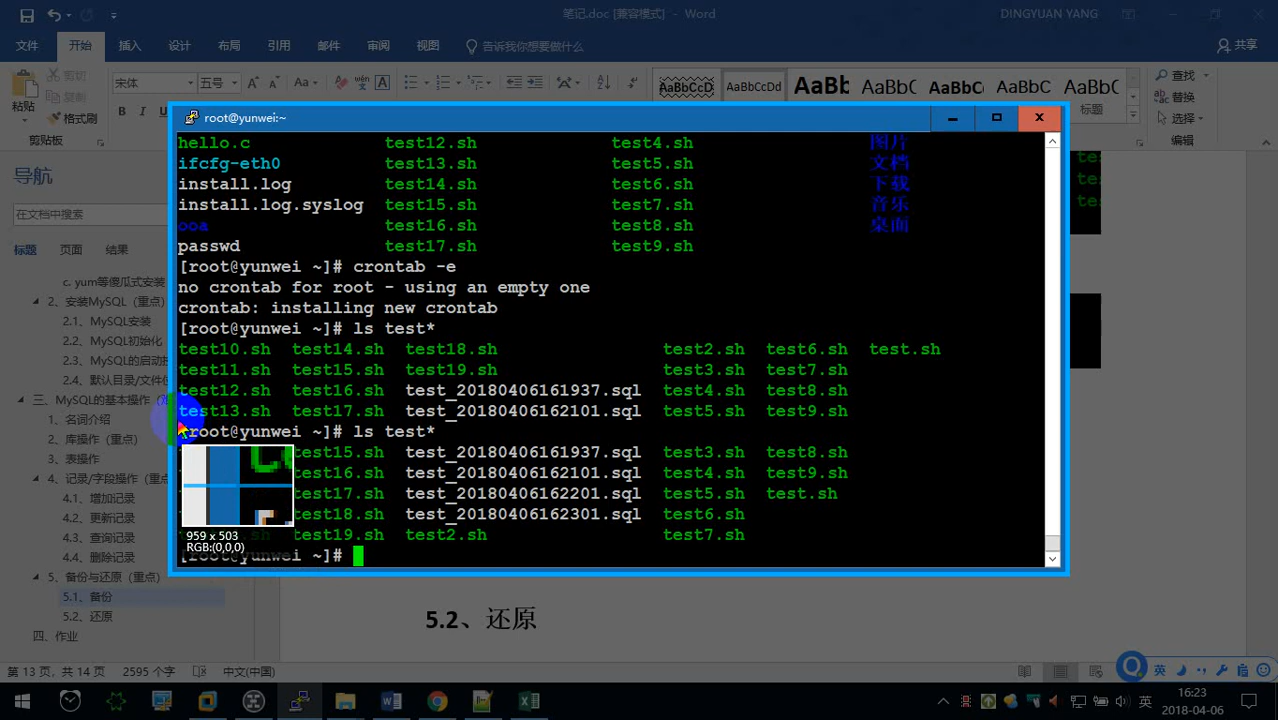 笔记.doc [兼容模式] - Word
DINGYUAN YANG
文件 开始 插入 设计 布局 引用 邮件 审阅 视图 告诉我你想要做什么 共享
粘贴
剪切
复制
格式刷
剪贴板
宋体 五号
B I U
AaBbCcD AaBbCcDd AaBb AaBbC AaBbC AaBbC AaBbC
标题
查找
替换
选择
编辑
导航
在文档中搜索
标题 页面 结果
c. yum等傻瓜式安装
2、安装MySQL（重点）
2.1、MySQL安装
2.2、MySQL初始化
2.3、MySQL的启动
2.4、默认目录/文件
三、MySQL的基本操作
1、名词介绍
2、库操作（重点）
3、表操作
4、记录/字段操作
4.1、增加记录
4.2、更新记录
4.3、查询记录
4.4、删除记录
5、备份与还原（重点）
5.1、备份
5.2、还原
四、作业
root@yunwei:~
hello.c test12.sh test4.sh 图片
ifcfg-eth0 test13.sh test5.sh 文档
install.log test14.sh test6.sh 下载
install.log.syslog test15.sh test7.sh 音乐
ooa test16.sh test8.sh 桌面
passwd test17.sh test9.sh
[root@yunwei ~]# crontab -e
no crontab for root - using an empty one
crontab: installing new crontab
[root@yunwei ~]# ls test*
test10.sh test14.sh test18.sh test2.sh test6.sh test.sh
test11.sh test15.sh test19.sh test3.sh test7.sh
test12.sh test16.sh test_20180406161937.sql test4.sh test8.sh
test13.sh test17.sh test_20180406162101.sql test5.sh test9.sh
[root@yunwei ~]# ls test*
test15.sh test_20180406161937.sql test3.sh test8.sh
test16.sh test_20180406162101.sql test4.sh test9.sh
test17.sh test_20180406162201.sql test5.sh test.sh
test18.sh test_20180406162301.sql test6.sh
test19.sh test2.sh test7.sh
[root@yunwei ~]#
959 x 503
RGB:(0,0,0)
te
te
te
5.2、还原
第 13 页，共 14 页 2595 个字 中文(中国)
英
英
16:23
2018-04-06